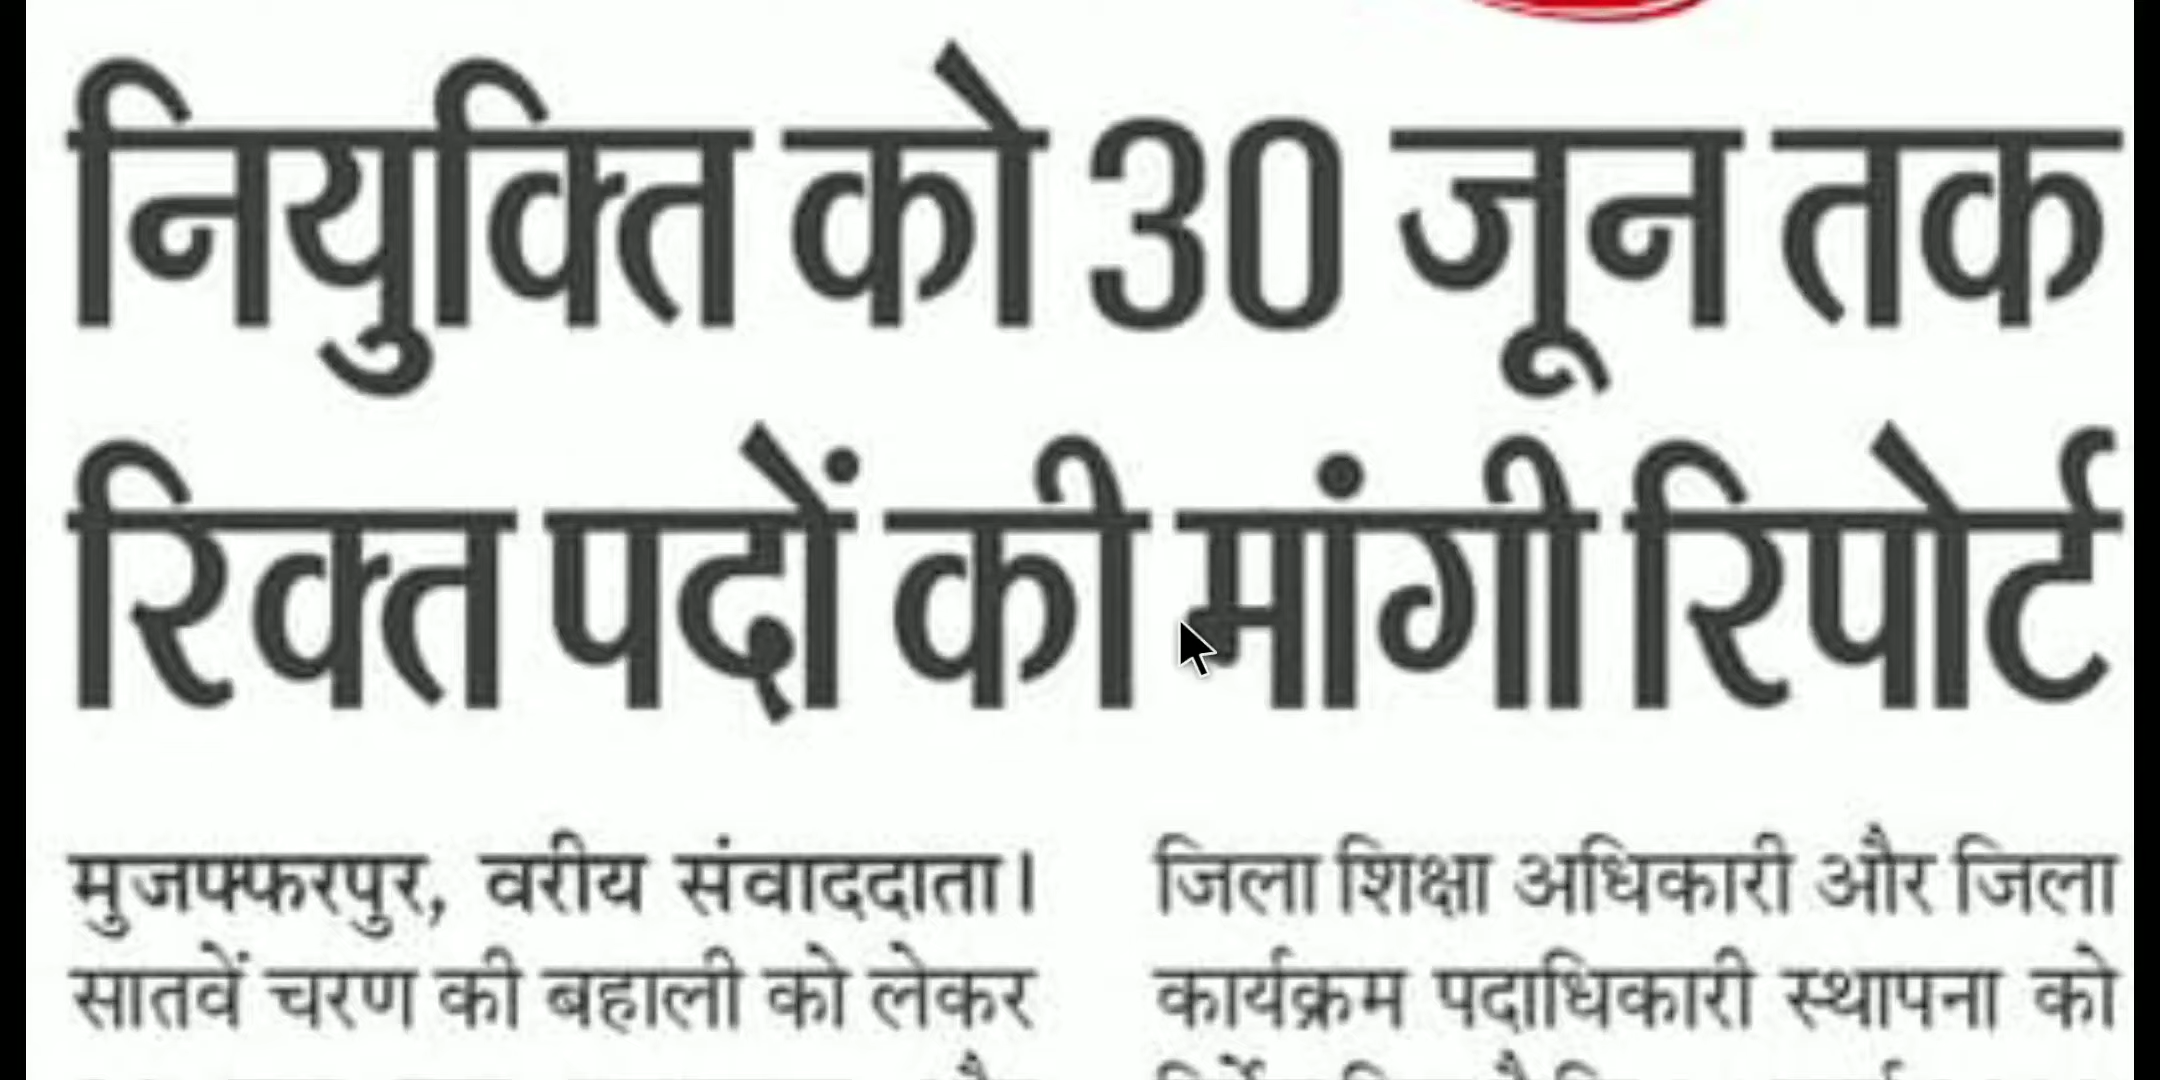 नियुक्ति को 30 जून तक
रिक्त पदों की मांगी रिपोर्ट
मुजफ्फरपुर, वरीय संवाददाता।
सातवें चरण की बहाली को लेकर
जिला शिक्षा अधिकारी और जिला
कार्यक्रम पदाधिकारी स्थापना को